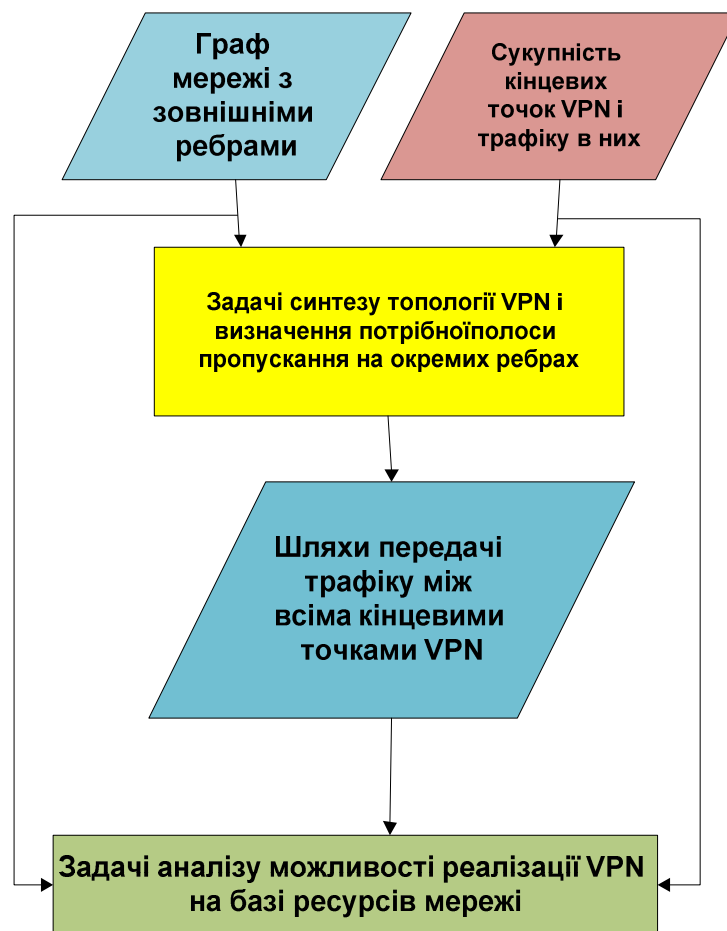 Граф
мережі з
зовнішніми
ребрами
Сукупність
кінцевих
точок VPN і
трафіку в них
Задачі синтезу топології VPN і
визначення потрібноїполоси
пропускання на окремих ребрах
Шляхи передачі
трафіку між
всіма кінцевими
точками VPN
Задачі аналізу можливості реалізації VPN
на базі ресурсів мережі